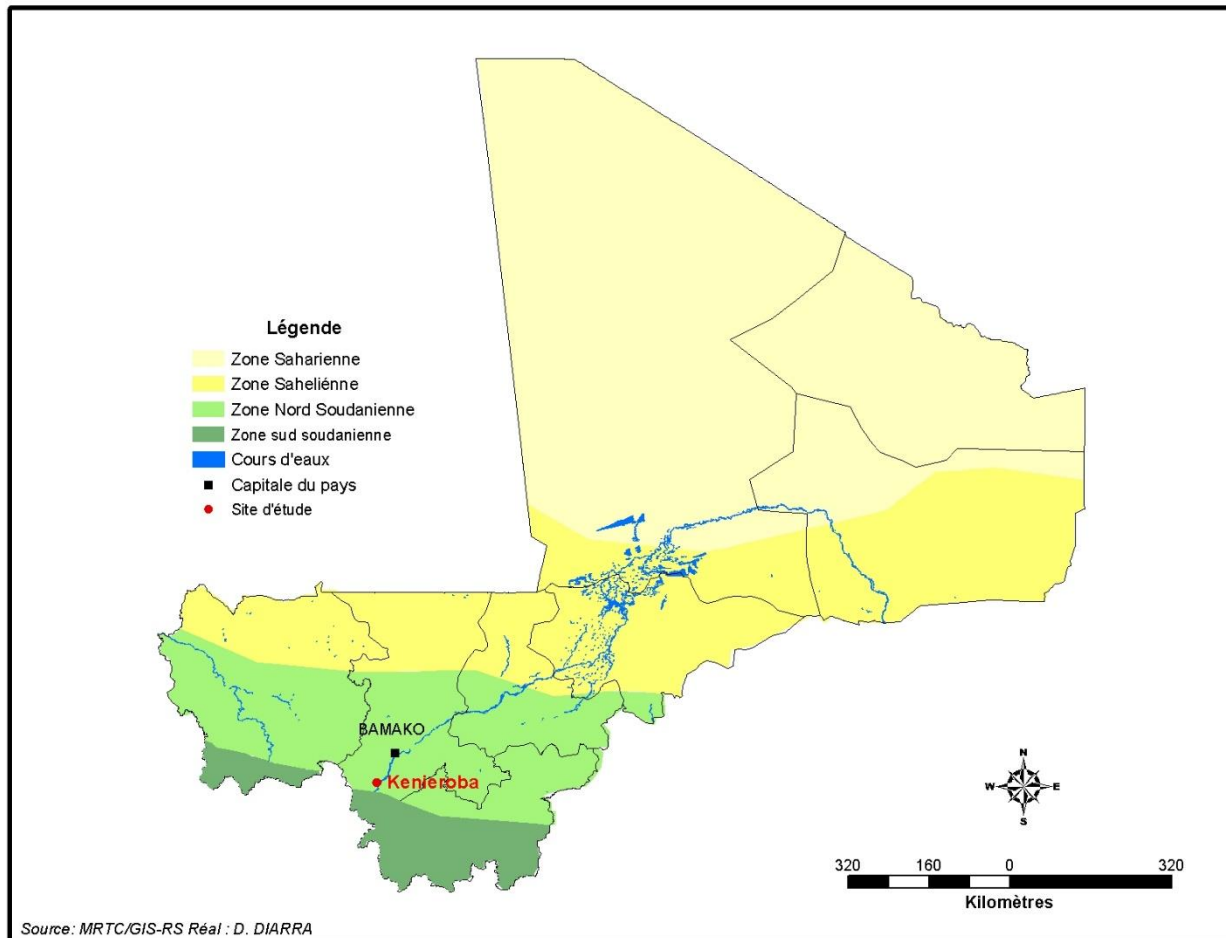 Légende
Zone Saharienne
Zone Saheliénne
Zone Nord Soudanienne
Zone sud soudanienne
Cours d'eaux
Capitale du pays
Site d'étude
BAMAKO
Kenieroba
N
W E
S
320 160 0 320
Kilomètres
Source: MRTC/GIS-RS Réal : D. DIARRA